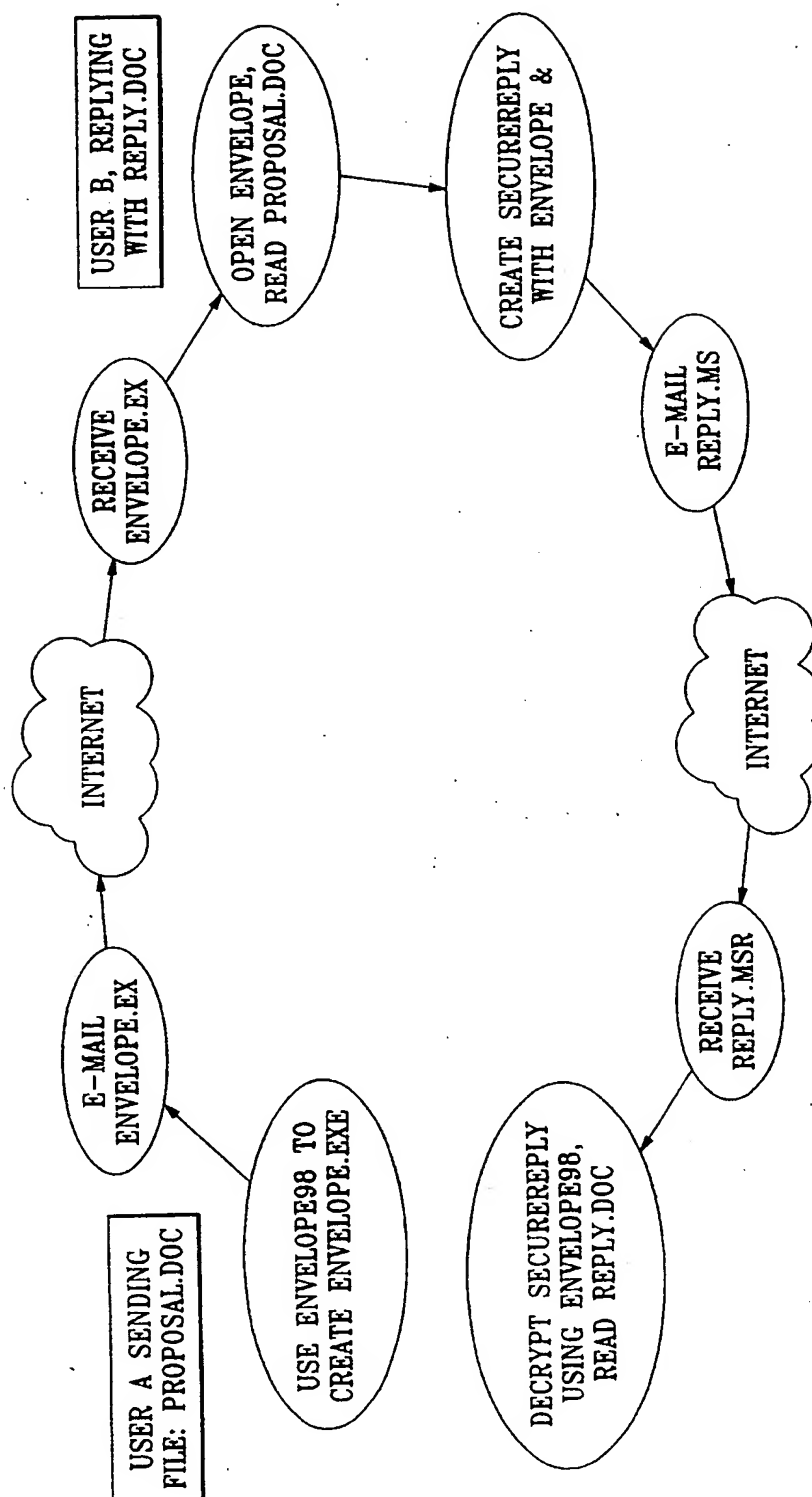 USER A SENDING
FILE: PROPOSAL.DOC
USE ENVELOPE98 TO
CREATE ENVELOPE.EXE
E-MAIL
ENVELOPE.EX
INTERNET
RECEIVE
ENVELOPE.EX
USER B, REPLYING
WITH REPLY.DOC
OPEN ENVELOPE,
READ PROPOSAL.DOC
CREATE SECUREREPLY
WITH ENVELOPE &
E-MAIL
REPLY.MS
INTERNET
RECEIVE
REPLY.MSR
DECRYPT SECUREREPLY
USING ENVELOPE98,
READ REPLY.DOC